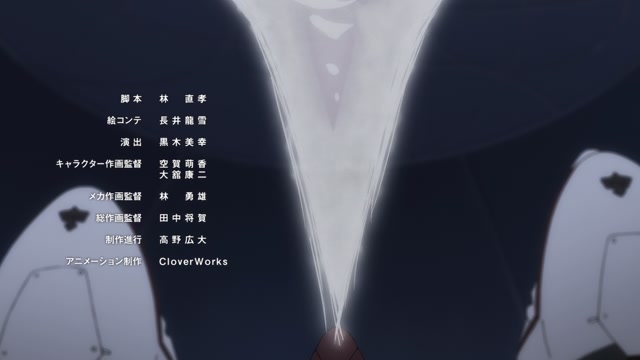 脚本 林 直孝
絵コンテ 長井龍雪
演出 黒木美幸
キャラクター作画監督 空賀萌香
大舘康二
メカ作画監督 林 勇雄
総作画監督 田中将賀
制作進行 高野広大
アニメーション制作 CloverWorks